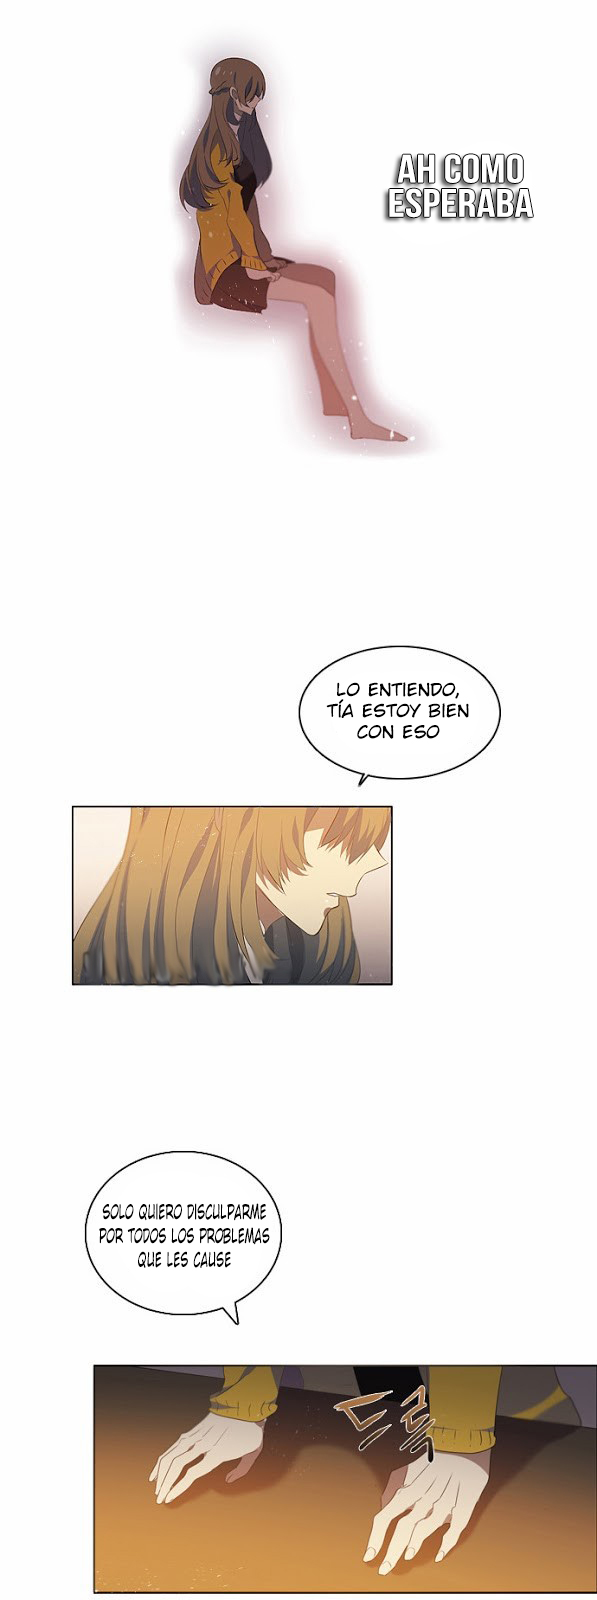 AH COMO
ESPERABA
LO ENTIENDO,
TÍA ESTOY BIEN
CON ESO
SOLO QUIERO DISCULPARME
POR TODOS LOS PROBLEMAS
QUE LES CAUSE